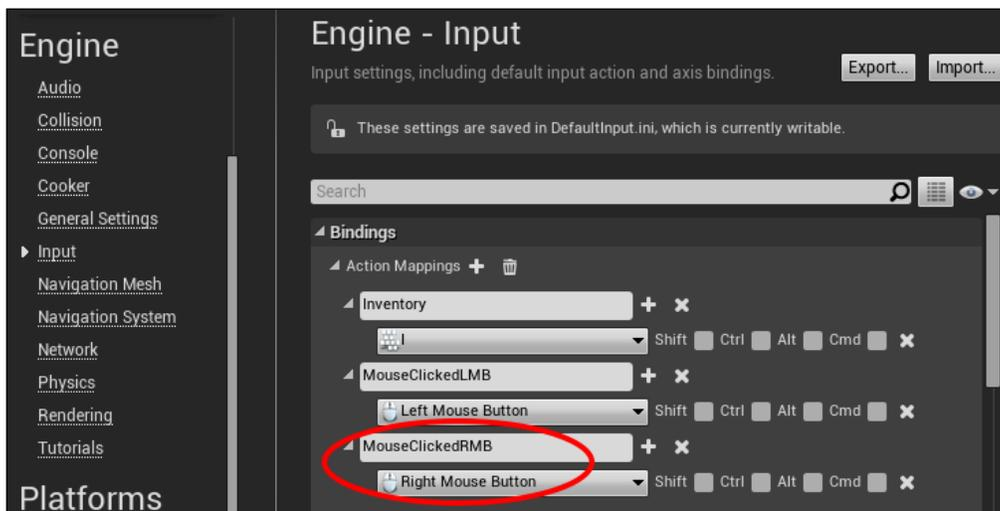 Engine
Audio
Collision
Console
Cooker
General Settings
Input
Navigation Mesh
Navigation System
Network
Physics
Rendering
Tutorials
Platforms
Engine - Input
Input settings, including default input action and axis bindings.
Export...
Import...
These settings are saved in DefaultInput.ini, which is currently writable.
Search
Bindings
Action Mappings
Inventory
I Shift Ctrl Alt Cmd
MouseClickedLMB
Left Mouse Button Shift Ctrl Alt Cmd
MouseClickedRMB
Right Mouse Button Shift Ctrl Alt Cmd